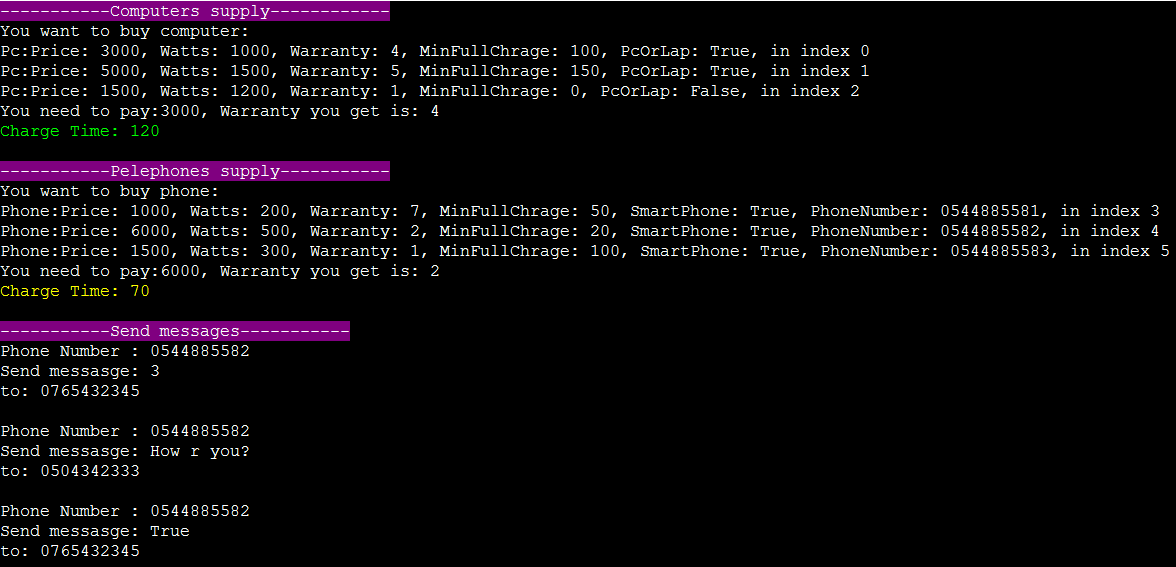 -----------Computers supply------------
You want to buy computer:
Pc:Price: 3000, Watts: 1000, Warranty: 4, MinFullChrage: 100, PcOrLap: True, in index 0
Pc:Price: 5000, Watts: 1500, Warranty: 5, MinFullChrage: 150, PcOrLap: True, in index 1
Pc:Price: 1500, Watts: 1200, Warranty: 1, MinFullChrage: 0, PcOrLap: False, in index 2
You need to pay:3000, Warranty you get is: 4
Charge Time: 120
-----------Pelephones supply-----------
You want to buy phone:
Phone:Price: 1000, Watts: 200, Warranty: 7, MinFullChrage: 50, SmartPhone: True, PhoneNumber: 0544885581, in index 3
Phone:Price: 6000, Watts: 500, Warranty: 2, MinFullChrage: 20, SmartPhone: True, PhoneNumber: 0544885582, in index 4
Phone:Price: 1500, Watts: 300, Warranty: 1, MinFullChrage: 100, SmartPhone: True, PhoneNumber: 0544885583, in index 5
You need to pay:6000, Warranty you get is: 2
Charge Time: 70
-----------Send messages-----------
Phone Number : 0544885582
Send messasge: 3
to: 0765432345
Phone Number : 0544885582
Send messasge: How r you?
to: 0504342333
Phone Number : 0544885582
Send messasge: True
to: 0765432345